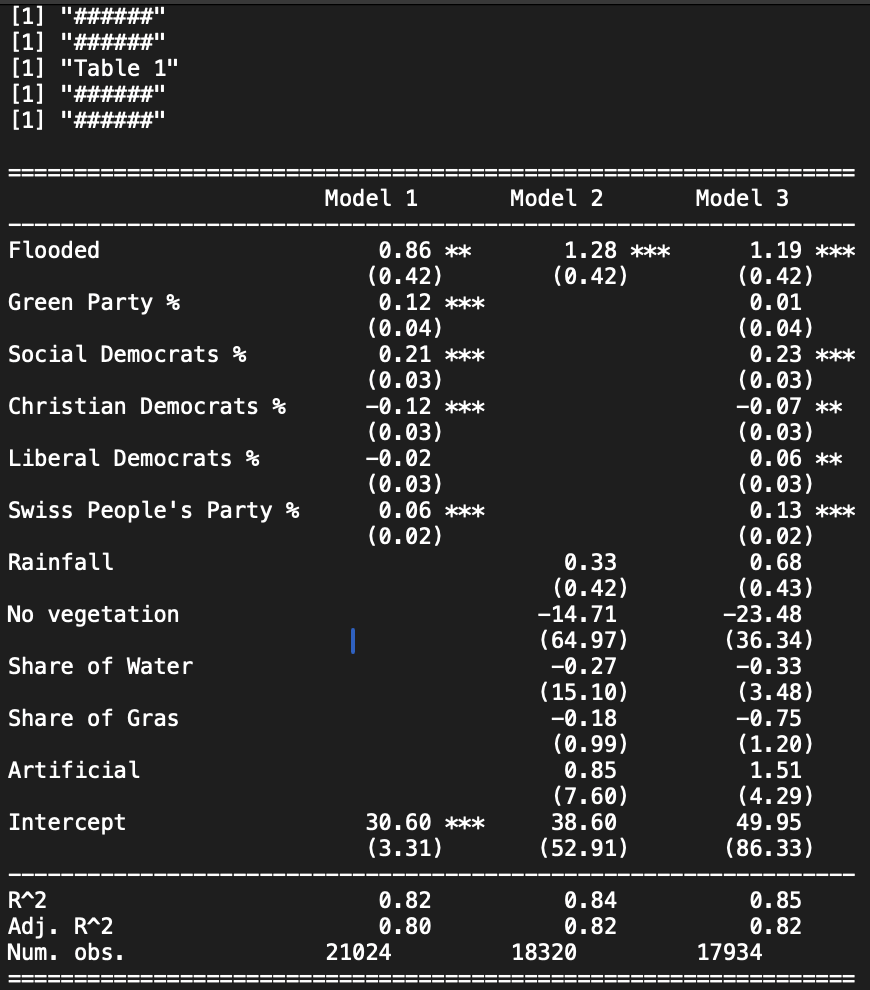 [1] "######"
[1] "######"
[1] "Table 1"
[1] "######"
[1] "######"
================================================================
Model 1 Model 2 Model 3
----------------------------------------------------------------
Flooded 0.86 ** 1.28 *** 1.19 ***
(0.42) (0.42) (0.42)
Green Party % 0.12 *** 0.01
(0.04) (0.04)
Social Democrats % 0.21 *** 0.23 ***
(0.03) (0.03)
Christian Democrats % -0.12 *** -0.07 **
(0.03) (0.03)
Liberal Democrats % -0.02 0.06 **
(0.03) (0.03)
Swiss People's Party % 0.06 *** 0.13 ***
(0.02) (0.02)
Rainfall 0.33 0.68
(0.42) (0.43)
No vegetation -14.71 -23.48
(64.97) (36.34)
Share of Water -0.27 -0.33
(15.10) (3.48)
Share of Gras -0.18 -0.75
(0.99) (1.20)
Artificial 0.85 1.51
(7.60) (4.29)
Intercept 30.60 *** 38.60 49.95
(3.31) (52.91) (86.33)
----------------------------------------------------------------
R^2 0.82 0.84 0.85
Adj. R^2 0.80 0.82 0.82
Num. obs. 21024 18320 17934
================================================================